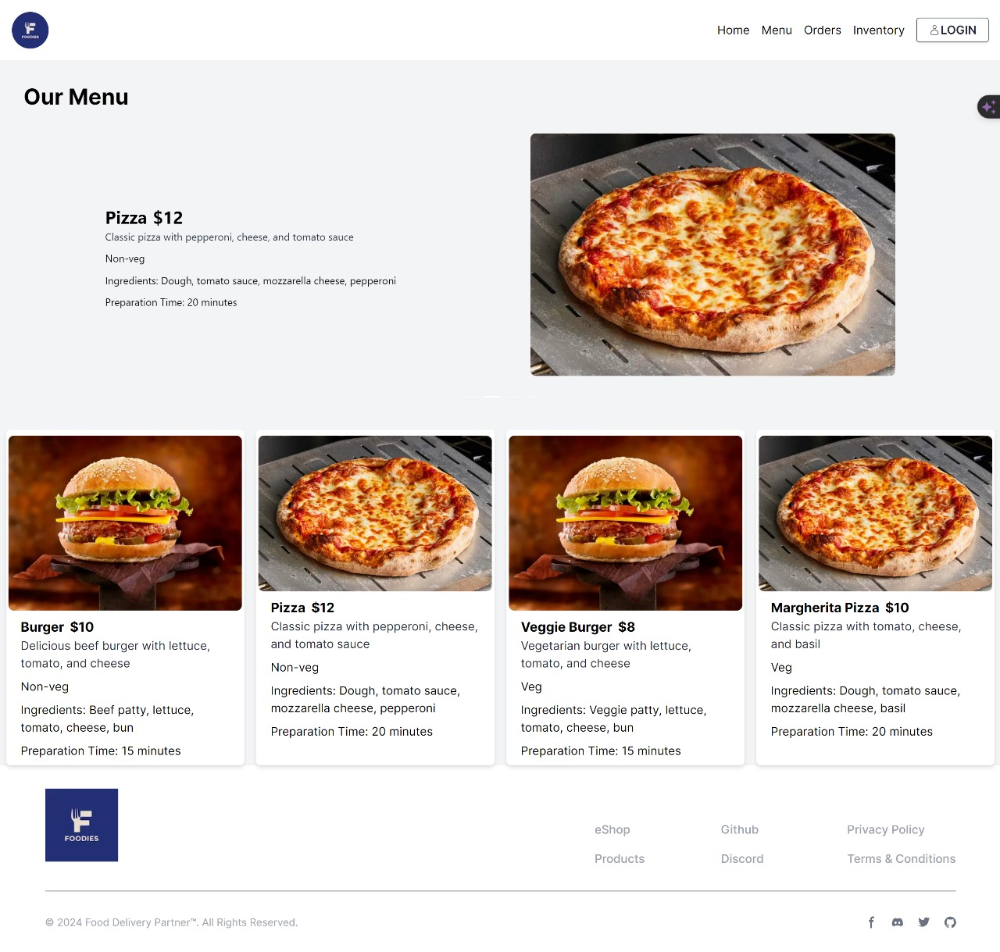 FOODIES
Home Menu Orders Inventory LOGIN
Our Menu
Pizza $12
Classic pizza with pepperoni, cheese, and tomato sauce
Non-veg
Ingredients: Dough, tomato sauce, mozzarella cheese, pepperoni
Preparation Time: 20 minutes
Burger $10
Delicious beef burger with lettuce,
tomato, and cheese
Non-veg
Ingredients: Beef patty, lettuce,
tomato, cheese, bun
Preparation Time: 15 minutes
Pizza $12
Classic pizza with pepperoni, cheese,
and tomato sauce
Non-veg
Ingredients: Dough, tomato sauce,
mozzarella cheese, pepperoni
Preparation Time: 20 minutes
Veggie Burger $8
Vegetarian burger with lettuce,
tomato, and cheese
Veg
Ingredients: Veggie patty, lettuce,
tomato, cheese, bun
Preparation Time: 15 minutes
Margherita Pizza $10
Classic pizza with tomato, cheese,
and basil
Veg
Ingredients: Dough, tomato sauce,
mozzarella cheese, basil
Preparation Time: 20 minutes
FOODIES
eShop Github Privacy Policy
Products Discord Terms & Conditions
© 2024 Food Delivery Partner™. All Rights Reserved.